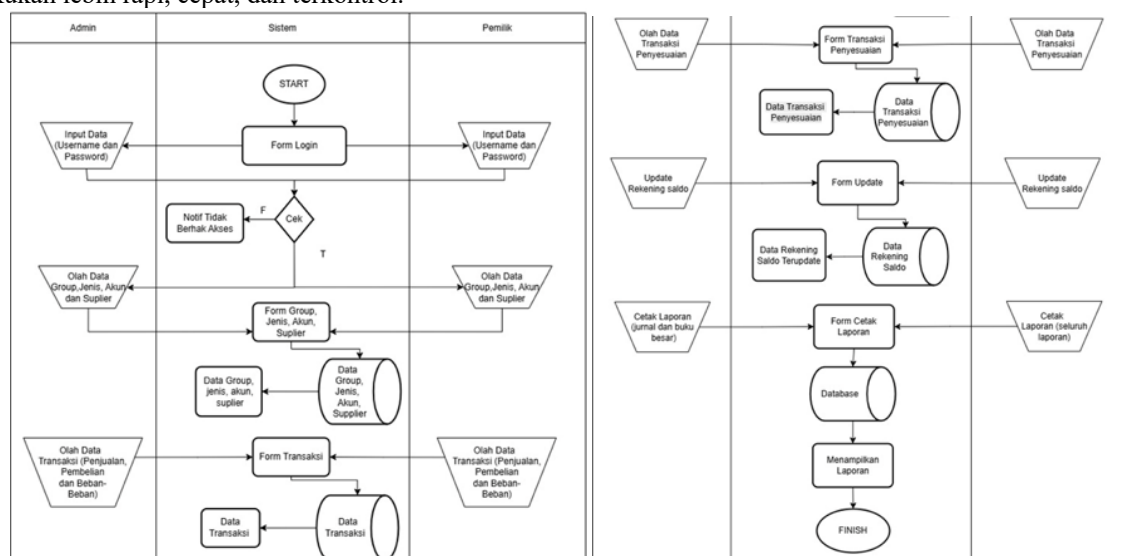 lakukan lebih rapi, cepat, dan terkontrol.
Admin
Sistem
Pemilik
START
Input Data
(Username dan
Password)
Form Login
Input Data
(Username dan
Password)
Notif Tidak
Berhak Akses
F
Cek
T
Olah Data
Group,Jenis, Akun
dan Suplier
Olah Data
Group,Jenis, Akun
dan Suplier
Form Group,
Jenis, Akun,
Suplier
Data Group,
jenis, akun,
suplier
Data
Group,
Jenis,
Akun,
Supplier
Olah Data
Transaksi (Penjualan,
Pembelian
dan Beban-
Beban)
Form Transaksi
Olah Data
Transaksi (Penjualan,
Pembelian
dan Beban-
Beban)
Data
Transaksi
Data
Transaksi
Olah Data
Transaksi
Penyesuaian
Form Transaksi
Penyesuaian
Olah Data
Transaksi
Penyesuaian
Data Transaksi
Penyesuaian
Data
Transaksi
Penyesuaian
Update
Rekening saldo
Form Update
Update
Rekening saldo
Data Rekening
Saldo Terupdate
Data
Rekening
Saldo
Cetak Laporan
(jurnal dan buku
besar)
Form Cetak
Laporan
Cetak
Laporan (seluruh
laporan)
Database
Menampilkan
Laporan
FINISH